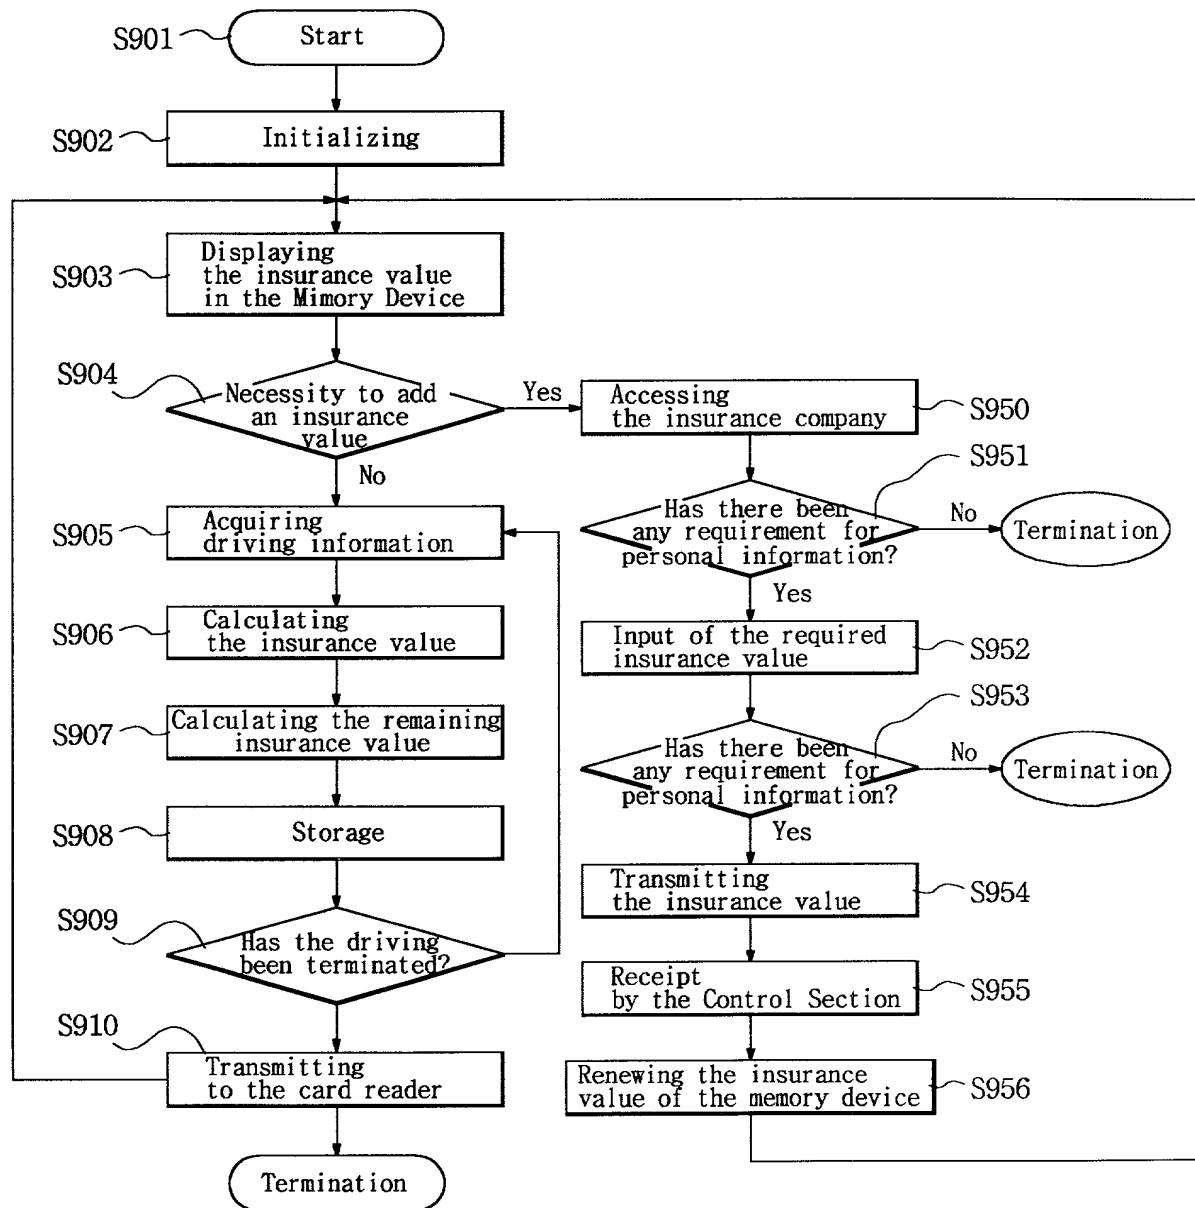 S901
Start
S902
Initializing
S903
Displaying
the insurance value
in the Mimory Device
S904
Necessity to add
an insurance
value
Yes
No
S905
Acquiring
driving information
S906
Calculating
the insurance value
S907
Calculating the remaining
insurance value
S908
Storage
S909
Has the driving
been terminated?
S910
Transmitting
to the card reader
Termination
Accessing
the insurance company
S950
S951
Has there been
any requirement for
personal information?
No
Termination
Yes
Input of the required
insurance value
S952
S953
Has there been
any requirement for
personal information?
No
Termination
Yes
Transmitting
the insurance value
S954
Receipt
by the Control Section
S955
Renewing the insurance
value of the memory device
S956